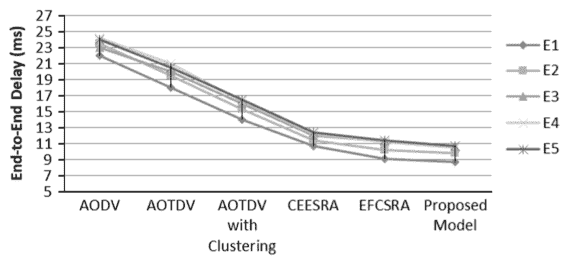 End-to-End Delay (ms)
27
25
23
21
19
17
15
13
11
9
7
5
AODV
AOTDV
AOTDV
with
Clustering
CEESRA
EFCSRA
Proposed
Model
E1
E2
E3
E4
E5